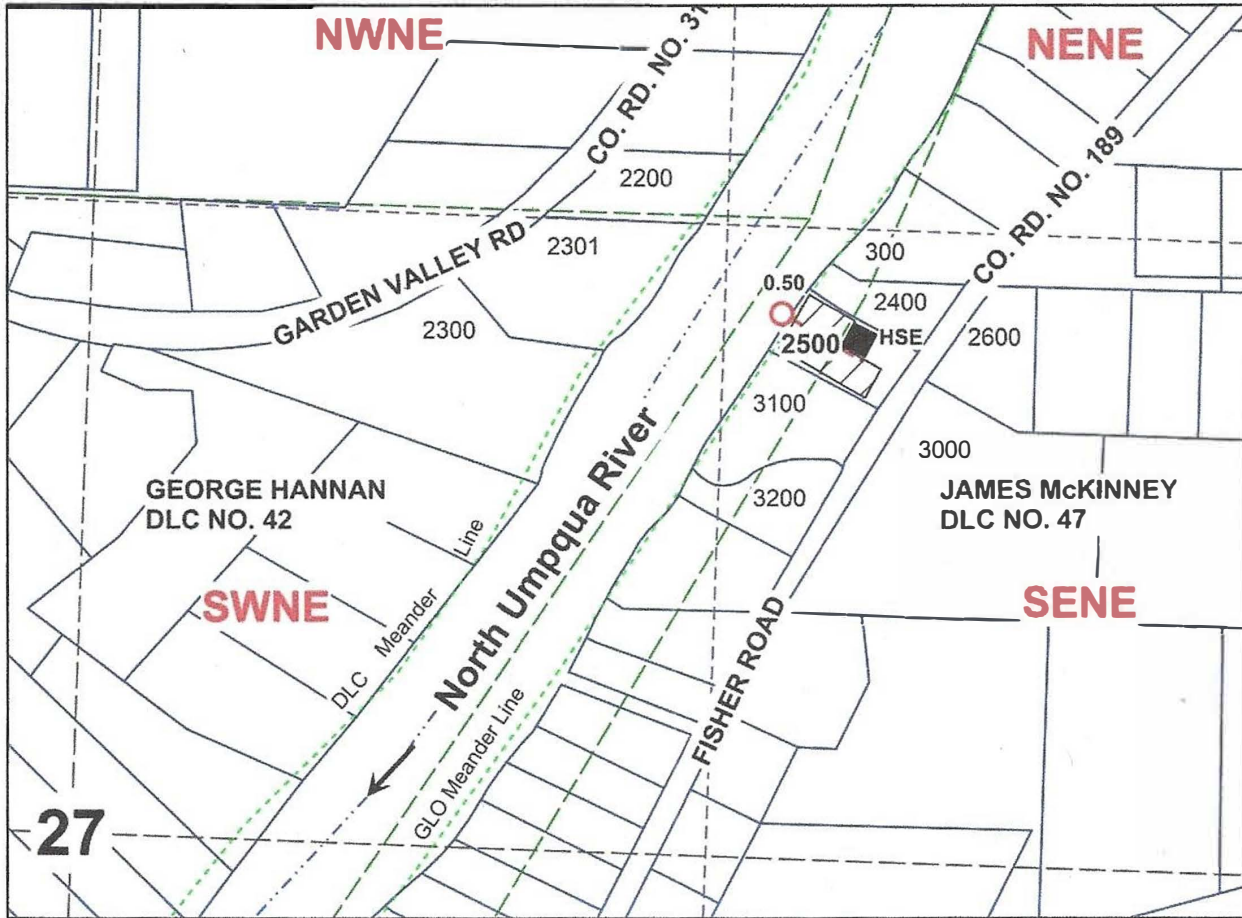 NWNE
NENE
CO. RD. NO. 31
CO. RD. NO. 189
2200
2301
GARDEN VALLEY RD
2300
300
0.50
2400
2500
HSE
2600
3100
3000
3200
GEORGE HANNAN
DLC NO. 42
JAMES McKINNEY
DLC NO. 47
North Umpqua River
SWNE
SENE
DLC Meander Line
GLO Meander Line
FISHER ROAD
27